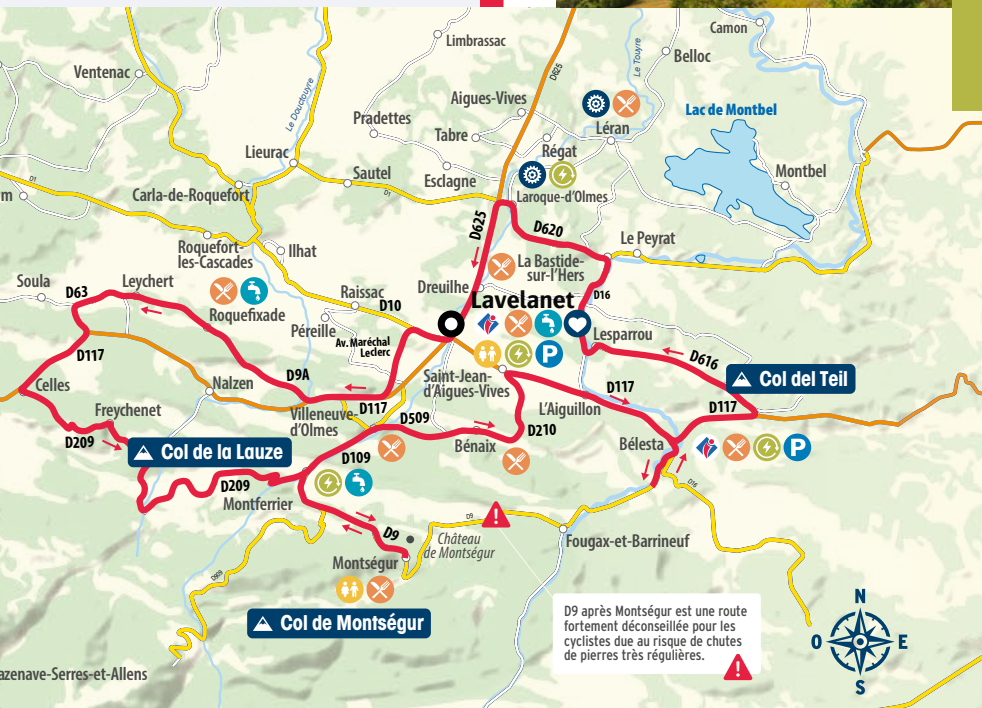 Camon
Limbrassac
Le Touyre
Belloc
Ventenac
D625
Le Douctouyre
Aigues-Vives
Lac de Montbel
Pradettes
Tabre
Léran
Lieurac
Régat
Montbel
Sautel
Esclagne
D1
m
Carla-de-Roquefort
D1
Laroque-d'Olmes
D625
D620
Roquefort-
les-Cascades
Ilhat
Le Peyrat
La Bastide-
sur-l'Hers
Soula
Leychert
D63
Roquefixade
Raissac
D10
Dreuilhe
Lavelanet
D16
Péreille
Av. Maréchal
Leclerc
Lesparrou
D117
D616
Celles
Nalzen
D9A
D117
Saint-Jean-
d'Aigues-Vives
D117
Col del Teil
Freychenet
Villeneuve-
d'Olmes
D509
L'Aiguillon
D117
D209
D210
Bénaix
Bélesta
Col de la Lauze
D109
D209
Montferrier
D16
D9
D9
Château
de Montségur
Fougax-et-Barrineuf
Montségur
D909
P
P
Col de Montségur
D9 après Montségur est une route
fortement déconseillée pour les
cyclistes due au risque de chutes
de pierres très régulières.
N
O
E
S
azenave-Serres-et-Allens